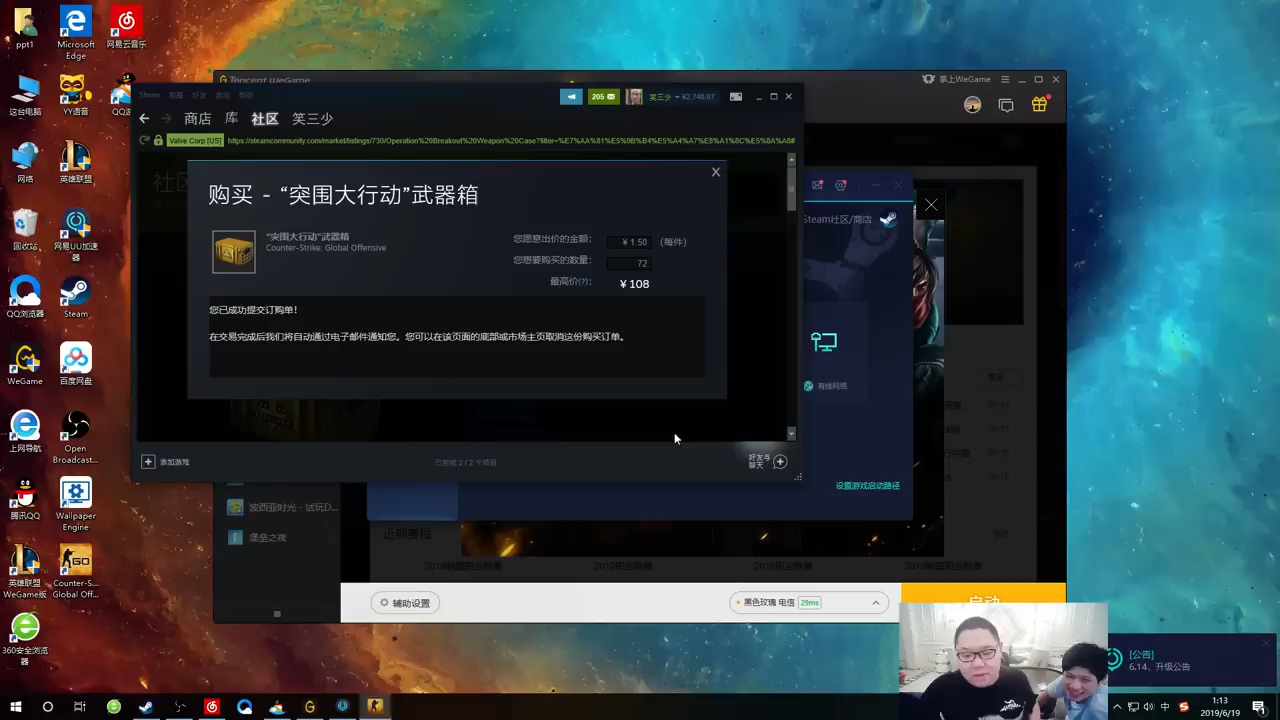 ppt1
Microsoft
Edge
网易云音乐
这台电脑
YY语音
网络
英雄联盟
回收站
网易UU加速
器
QQ浏览器
Steam
WeGame
百度网盘
上网导航
Open
Broadcast...
腾讯QQ
Wallpaper
Engine
英雄联盟
WeGame版
Counter-S...
Global Off...
360安全浏览
器
Tencent WeGame
掌上WeGame
205
笑三少
¥2,748.07
商店 库 社区 笑三少
Valve Corp [US]
购买 - “突围大行动”武器箱
X
“突围大行动”武器箱
Counter-Strike: Global Offensive
您愿意出价的金额:
¥ 1.50
(每件)
您想要购买的数量:
72
最高价(?):
¥ 108
您已成功提交订购单!
在交易完成后我们将自动通过电子邮件通知您。您可以在该页面的底部或市场主页取消这份购买订单。
添加游戏
已完成 2 / 2 个项目
好友与
聊天
Steam社区/商店
有线网络
设置游戏启动路径
波西亚时光 - 试玩D...
堡垒之夜
近期赛程
辅助设置
黑色玫瑰 电信
29ms
启动
[公告]
6.14，升级公告
中
1:13
2019/6/19